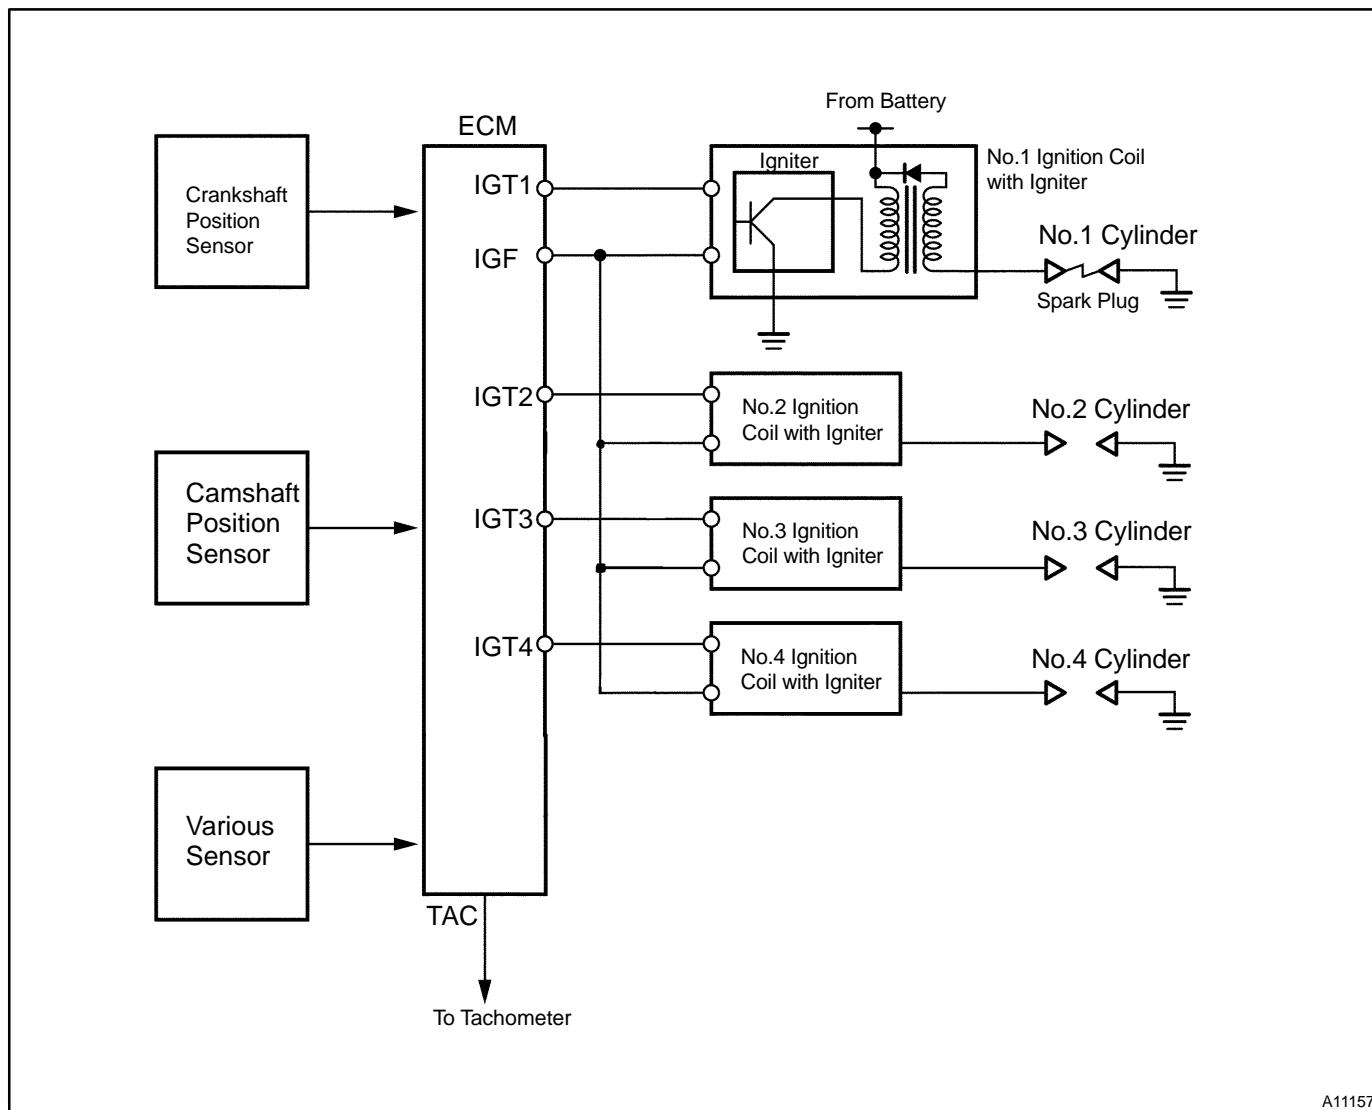 From Battery
ECM
Igniter
No.1 Ignition Coil
with Igniter
Crankshaft
Position
Sensor
IGT1
No.1 Cylinder
IGF
Spark Plug
IGT2
No.2 Ignition
Coil with Igniter
No.2 Cylinder
Camshaft
Position
Sensor
IGT3
No.3 Ignition
Coil with Igniter
No.3 Cylinder
IGT4
No.4 Ignition
Coil with Igniter
No.4 Cylinder
Various
Sensor
TAC
To Tachometer
A11157